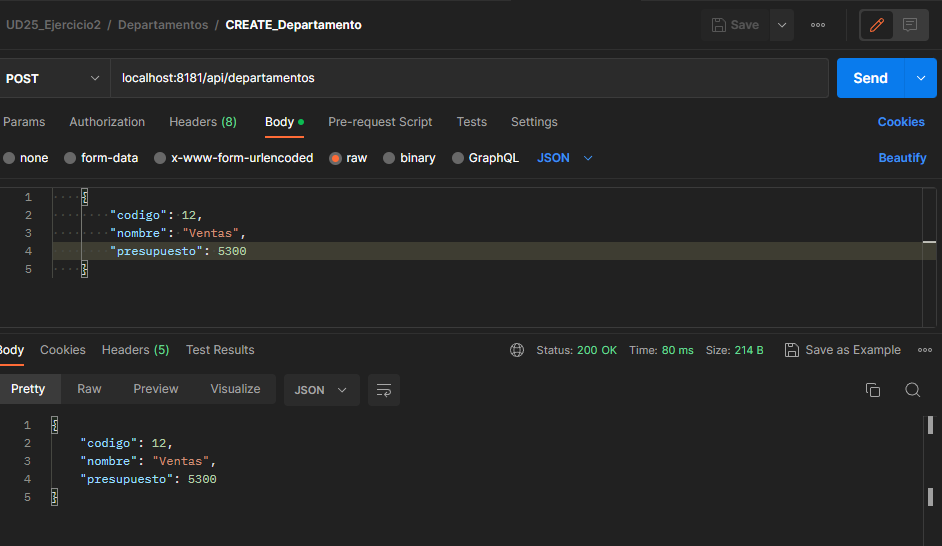 UD25_Ejercicio2 / Departamentos / CREATE_Departamento Save
POST localhost:8181/api/departamentos Send
Params Authorization Headers (8) Body Pre-request Script Tests Settings Cookies
none form-data x-www-form-urlencoded raw binary GraphQL JSON Beautify
1 {
2 "codigo": 12,
3 "nombre": "Ventas",
4 "presupuesto": 5300
5 }
Body Cookies Headers (5) Test Results Status: 200 OK Time: 80 ms Size: 214 B Save as Example
Pretty Raw Preview Visualize JSON
1 {
2 "codigo": 12,
3 "nombre": "Ventas",
4 "presupuesto": 5300
5 }